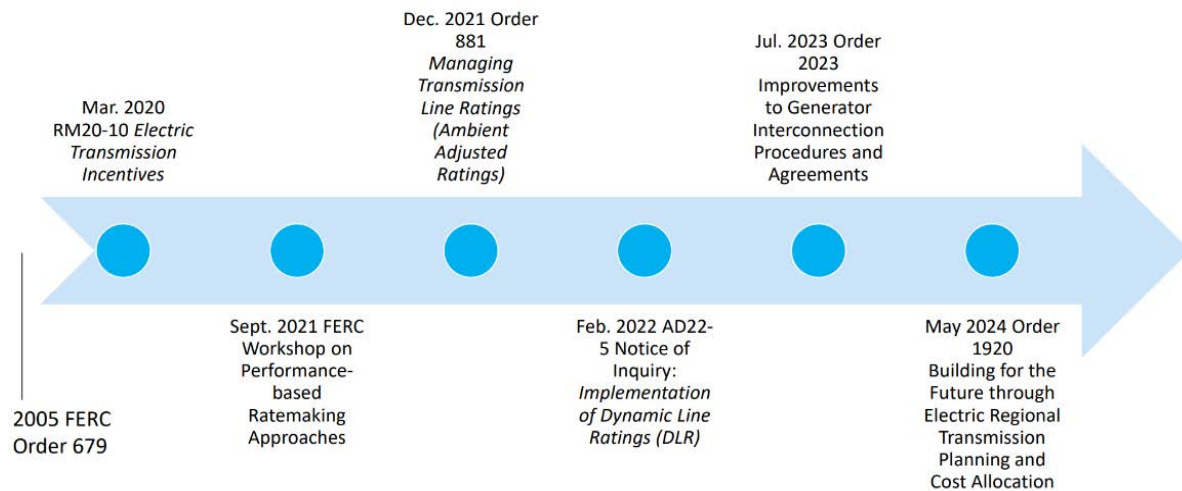 Mar. 2020
RM20-10 Electric
Transmission
Incentives
Dec. 2021 Order
881
Managing
Transmission
Line Ratings
(Ambient
Adjusted
Ratings)
Jul. 2023 Order
2023
Improvements
to Generator
Interconnection
Procedures and
Agreements
2005 FERC
Order 679
Sept. 2021 FERC
Workshop on
Performance-
based
Ratemaking
Approaches
Feb. 2022 AD22-
5 Notice of
Inquiry:
Implementation
of Dynamic Line
Ratings (DLR)
May 2024 Order
1920
Building for the
Future through
Electric Regional
Transmission
Planning and
Cost Allocation